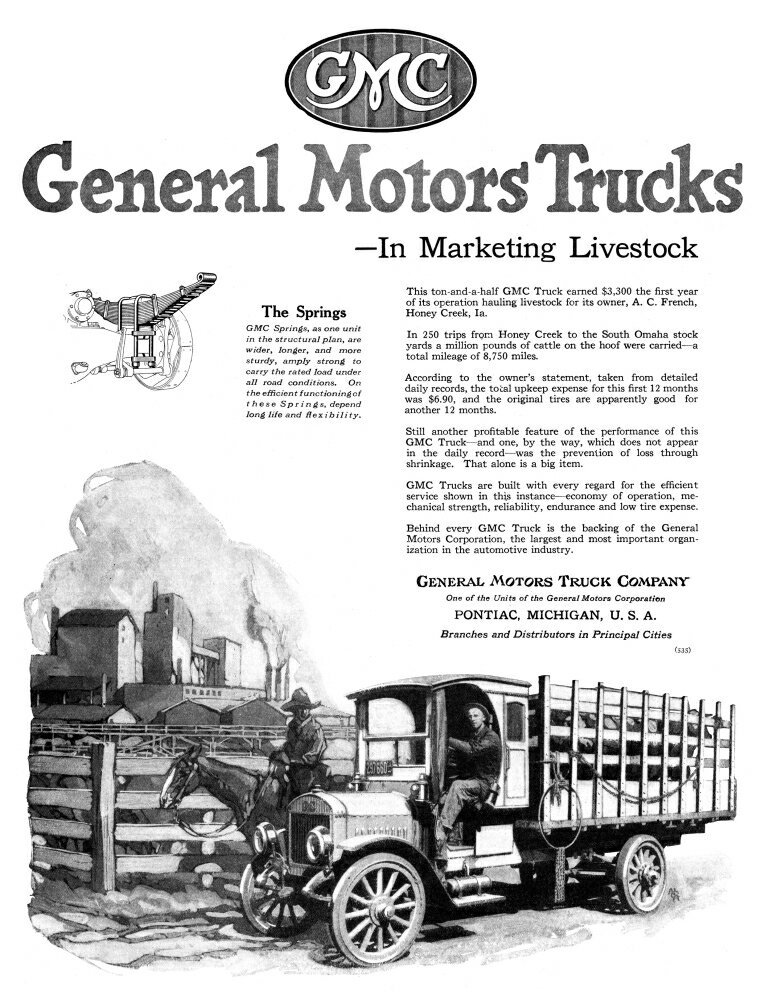 GMC
General Motors Trucks
—In Marketing Livestock
The Springs
GMC Springs, as one unit
in the structural plan, are
wider, longer, and more
sturdy, amply strong to
carry the rated load under
all road conditions. On
the efficient functioning of
these Springs, depend
long life and flexibility.
This ton-and-a-half GMC Truck earned $3,300 the first year
of its operation hauling livestock for its owner, A. C. French,
Honey Creek, Ia.
In 250 trips from Honey Creek to the South Omaha stock
yards a million pounds of cattle on the hoof were carried—a
total mileage of 8,750 miles.
According to the owner's statement, taken from detailed
daily records, the total upkeep expense for this first 12 months
was $6.90, and the original tires are apparently good for
another 12 months.
Still another profitable feature of the performance of this
GMC Truck—and one, by the way, which does not appear
in the daily record—was the prevention of loss through
shrinkage. That alone is a big item.
GMC Trucks are built with every regard for the efficient
service shown in this instance—economy of operation, me-
chanical strength, reliability, endurance and low tire expense.
Behind every GMC Truck is the backing of the General
Motors Corporation, the largest and most important organ-
ization in the automotive industry.
GENERAL MOTORS TRUCK COMPANY
One of the Units of the General Motors Corporation
PONTIAC, MICHIGAN, U. S. A.
Branches and Distributors in Principal Cities
(535)